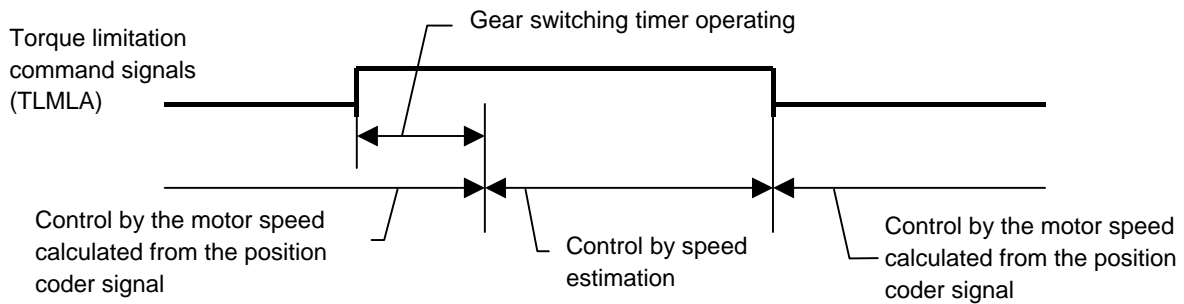 Gear switching timer operating
Torque limitation
command signals
(TLMLA)
Control by the motor speed
calculated from the position
coder signal
Control by speed
estimation
Control by the motor speed
calculated from the position
coder signal